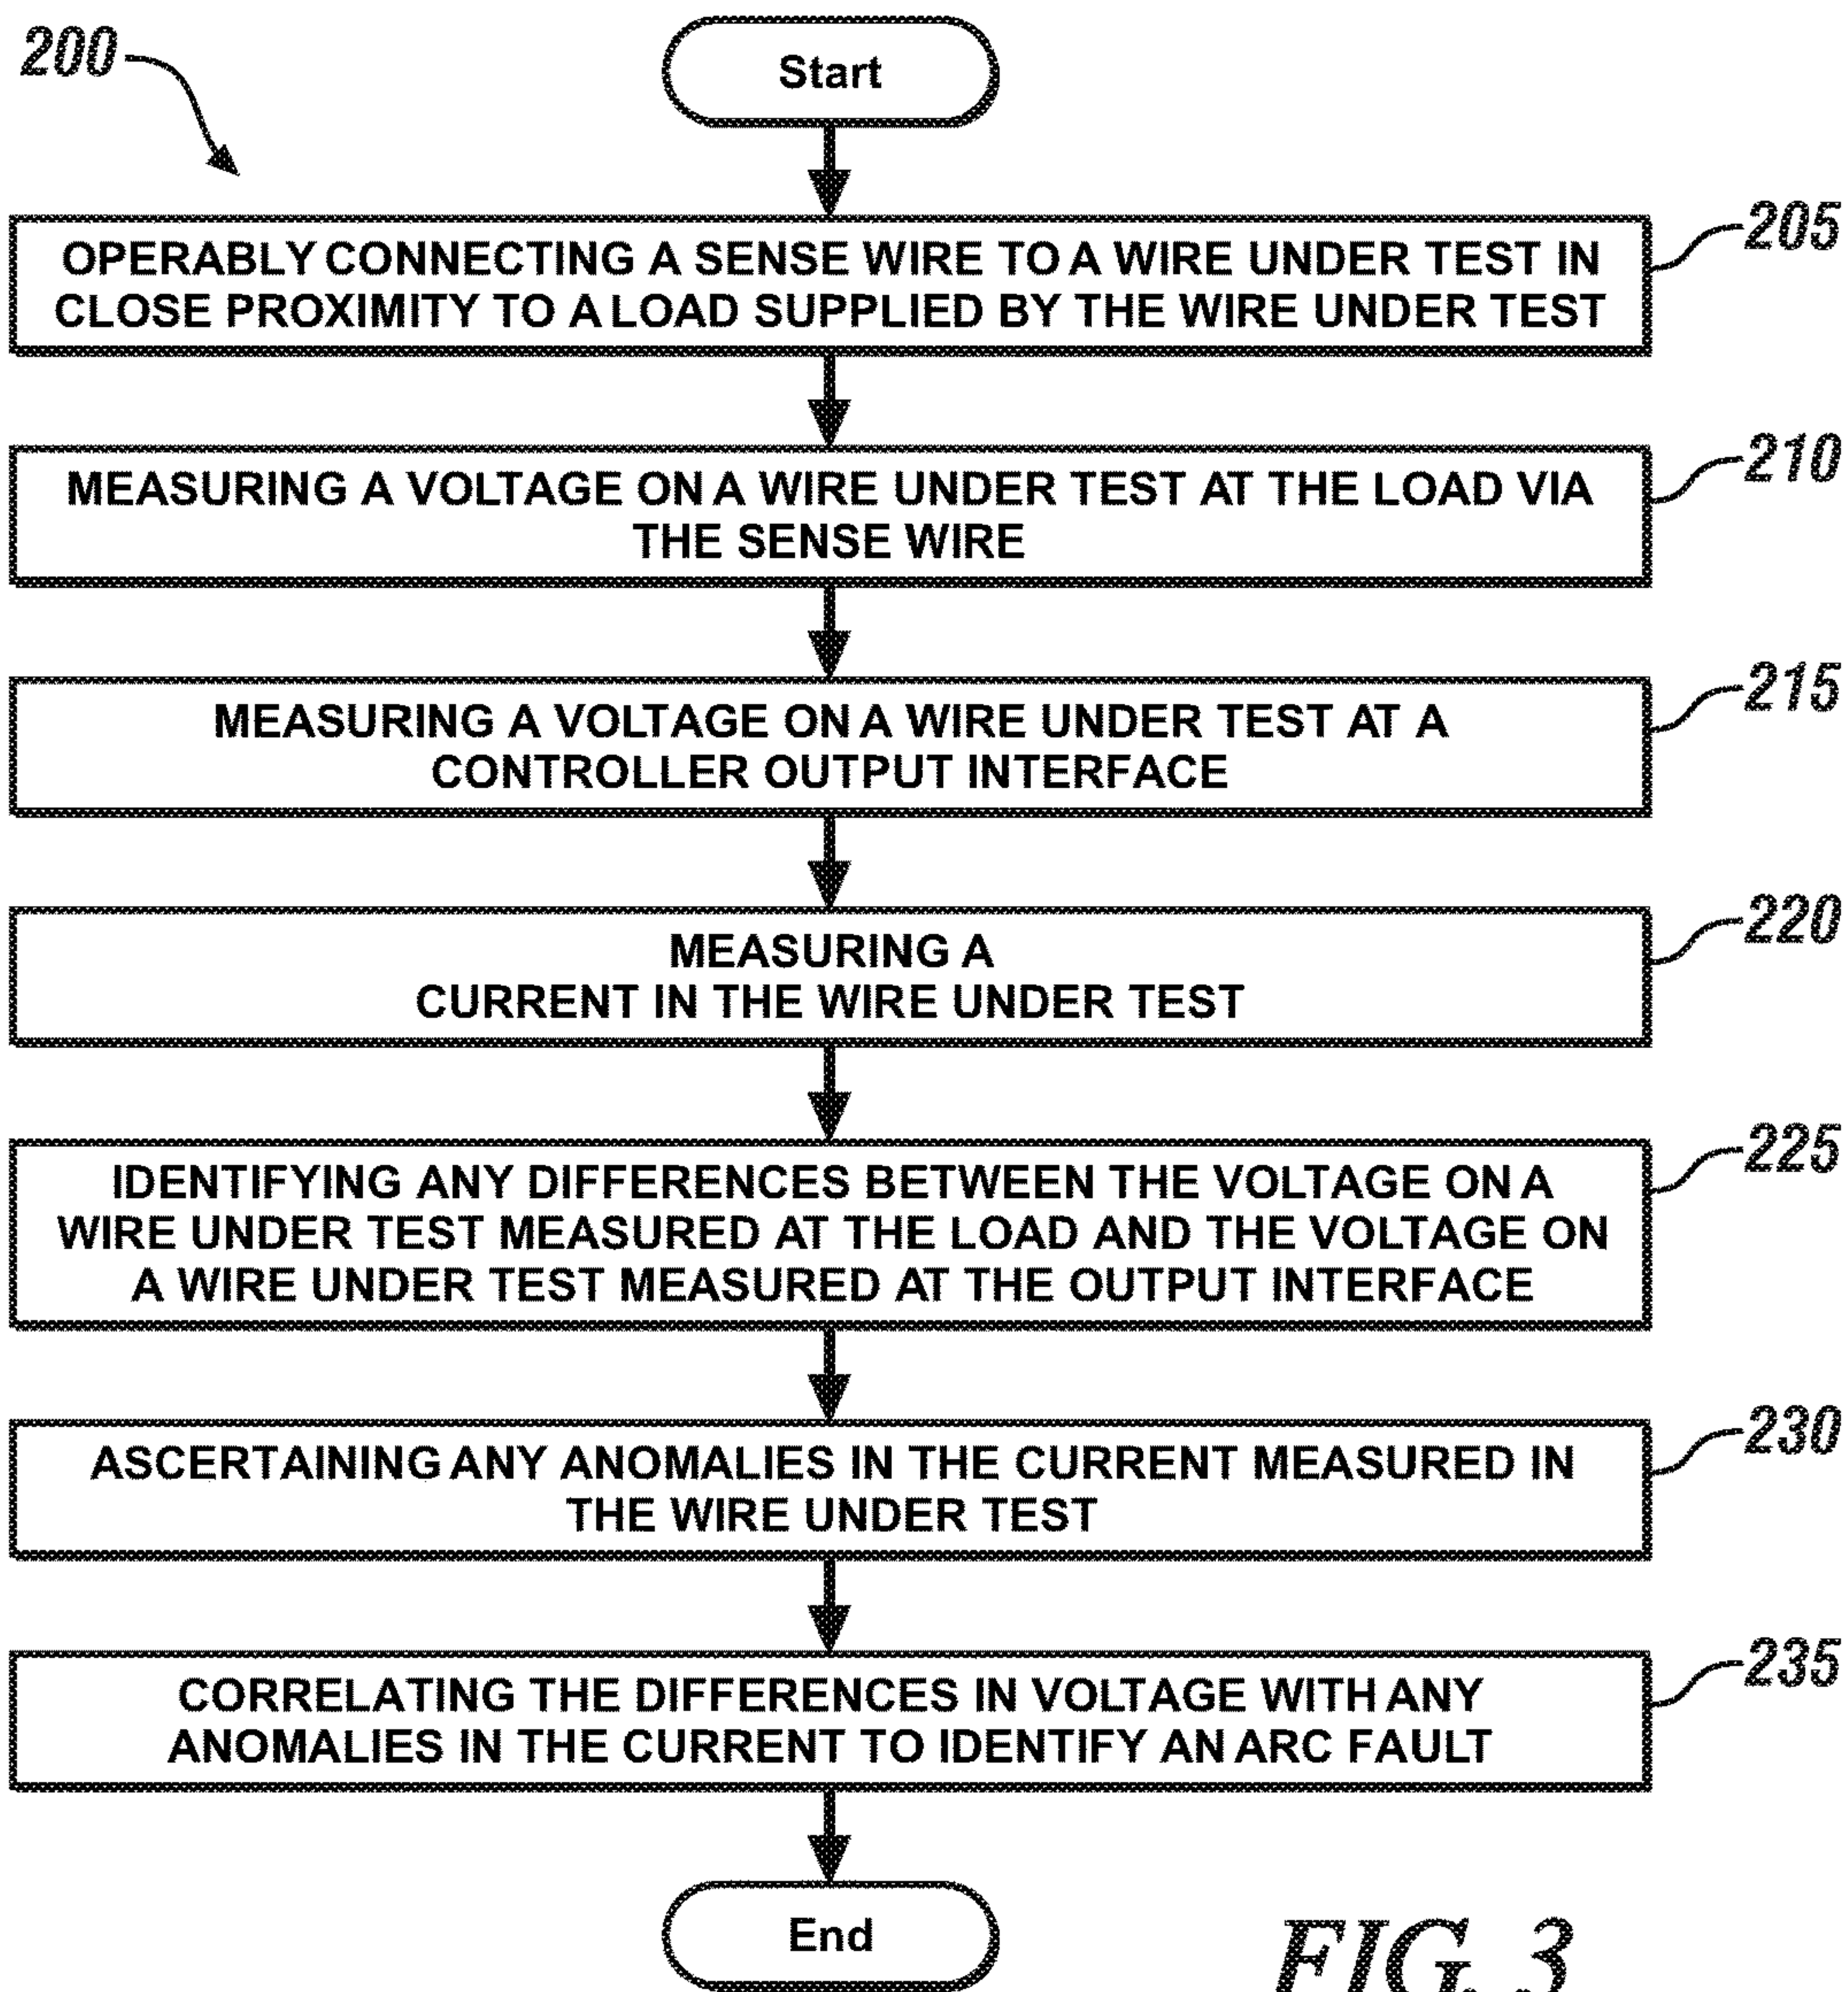 200
Start
OPERABLY CONNECTING A SENSE WIRE TO A WIRE UNDER TEST IN
CLOSE PROXIMITY TO A LOAD SUPPLIED BY THE WIRE UNDER TEST
205
MEASURING A VOLTAGE ON A WIRE UNDER TEST AT THE LOAD VIA
THE SENSE WIRE
210
MEASURING A VOLTAGE ON A WIRE UNDER TEST AT A
CONTROLLER OUTPUT INTERFACE
215
MEASURING A
CURRENT IN THE WIRE UNDER TEST
220
IDENTIFYING ANY DIFFERENCES BETWEEN THE VOLTAGE ON A
WIRE UNDER TEST MEASURED AT THE LOAD AND THE VOLTAGE ON
A WIRE UNDER TEST MEASURED AT THE OUTPUT INTERFACE
225
ASCERTAINING ANY ANOMALIES IN THE CURRENT MEASURED IN
THE WIRE UNDER TEST
230
CORRELATING THE DIFFERENCES IN VOLTAGE WITH ANY
ANOMALIES IN THE CURRENT TO IDENTIFY AN ARC FAULT
235
End
FIG. 3